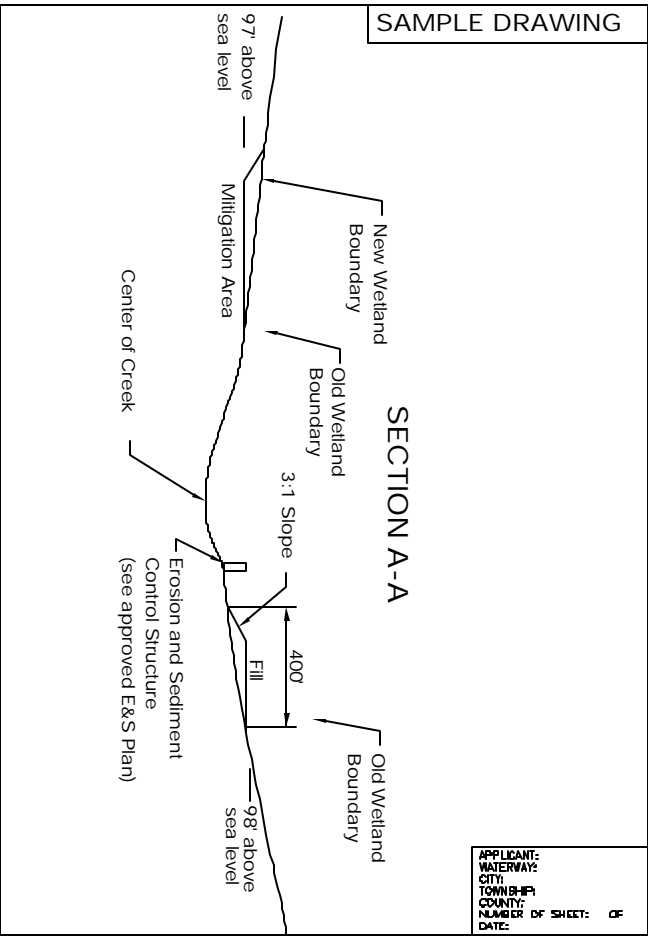 SAMPLE DRAWING
SECTION A-A
97' above
sea level
New Wetland
Boundary
Mitigation Area
Old Wetland
Boundary
Center of Creek
3:1 Slope
Erosion and Sediment
Control Structure
(see approved E&S Plan)
400'
Fill
Old Wetland
Boundary
98' above
sea level
APPLICANT:
WATERWAY:
CITY:
TOWNSHIP:
COUNTY:
NUMBER OF SHEET: OF
DATE: